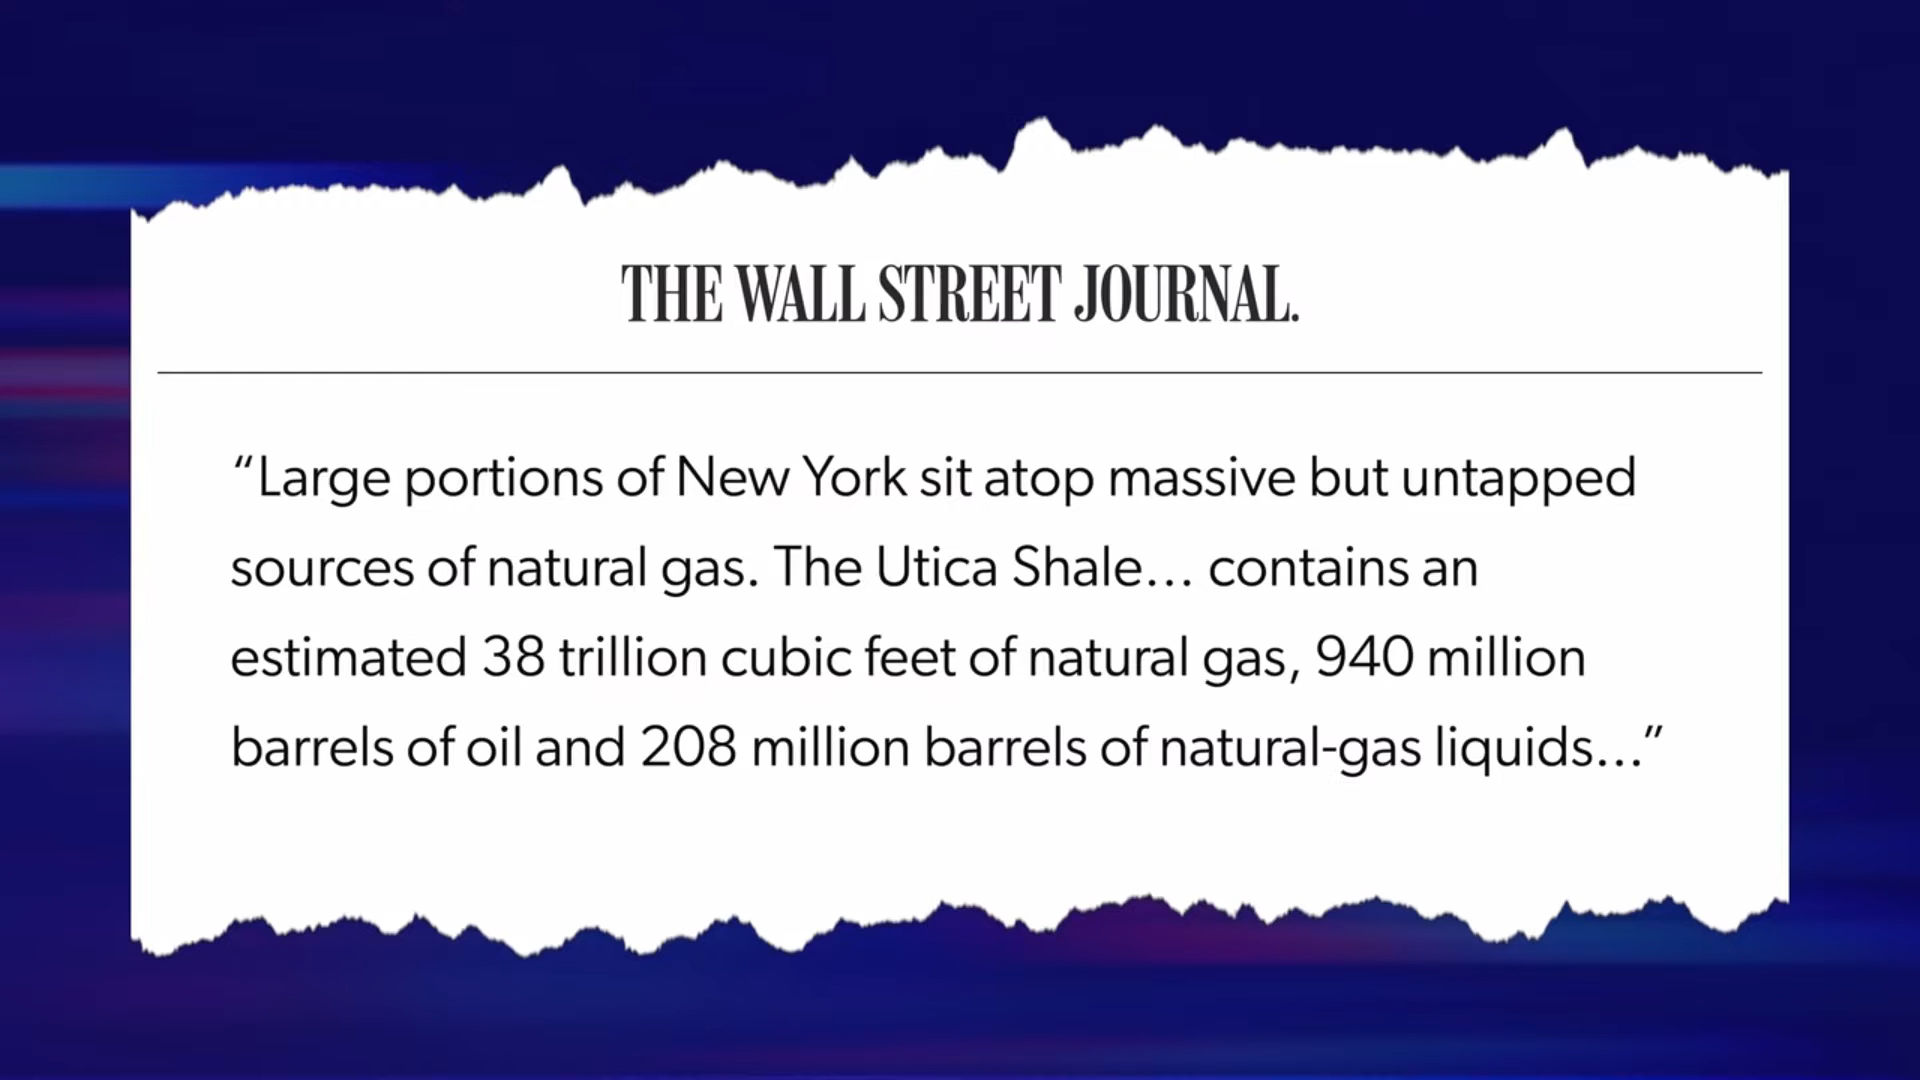 THE WALL STREET JOURNAL.
“Large portions of New York sit atop massive but untapped
sources of natural gas. The Utica Shale... contains an
estimated 38 trillion cubic feet of natural gas, 940 million
barrels of oil and 208 million barrels of natural-gas liquids...”